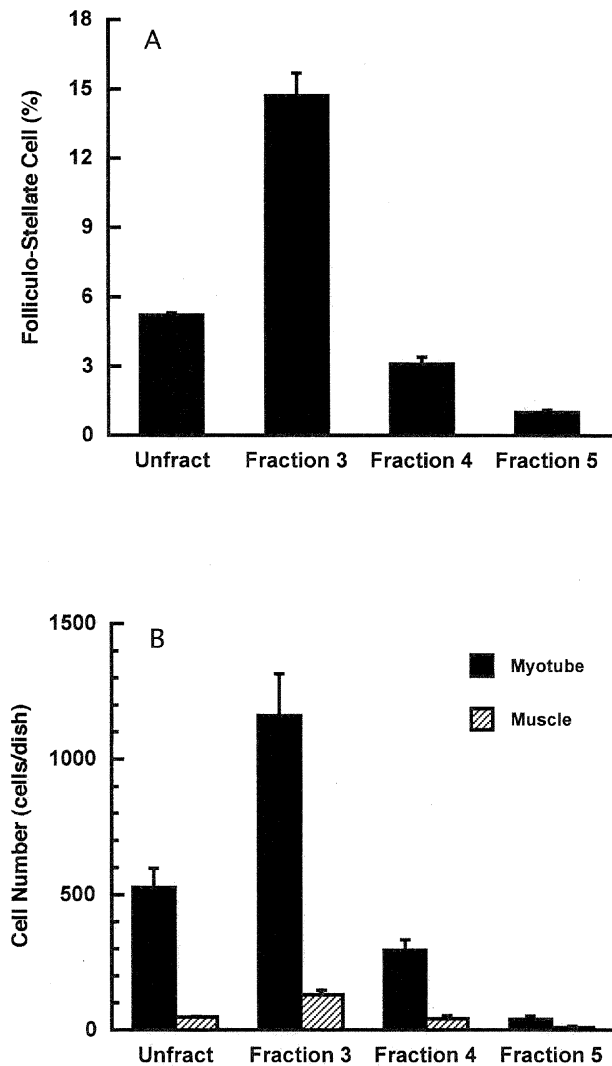 A
Folliculo-Stellate Cell (%)
18
15
12
9
6
3
0
Unfract Fraction 3 Fraction 4 Fraction 5
B
Cell Number (cells/dish)
1500
1000
500
0
Myotube
Muscle
Unfract Fraction 3 Fraction 4 Fraction 5